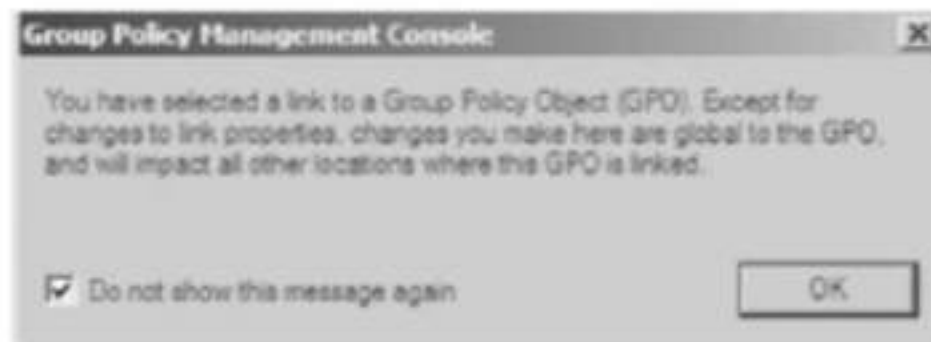 Group Policy Management Console
You have selected a link to a Group Policy Object (GPO). Except for
changes to link properties, changes you make here are global to the GPO,
and will impact all other locations where this GPO is linked.
Do not show this message again
OK